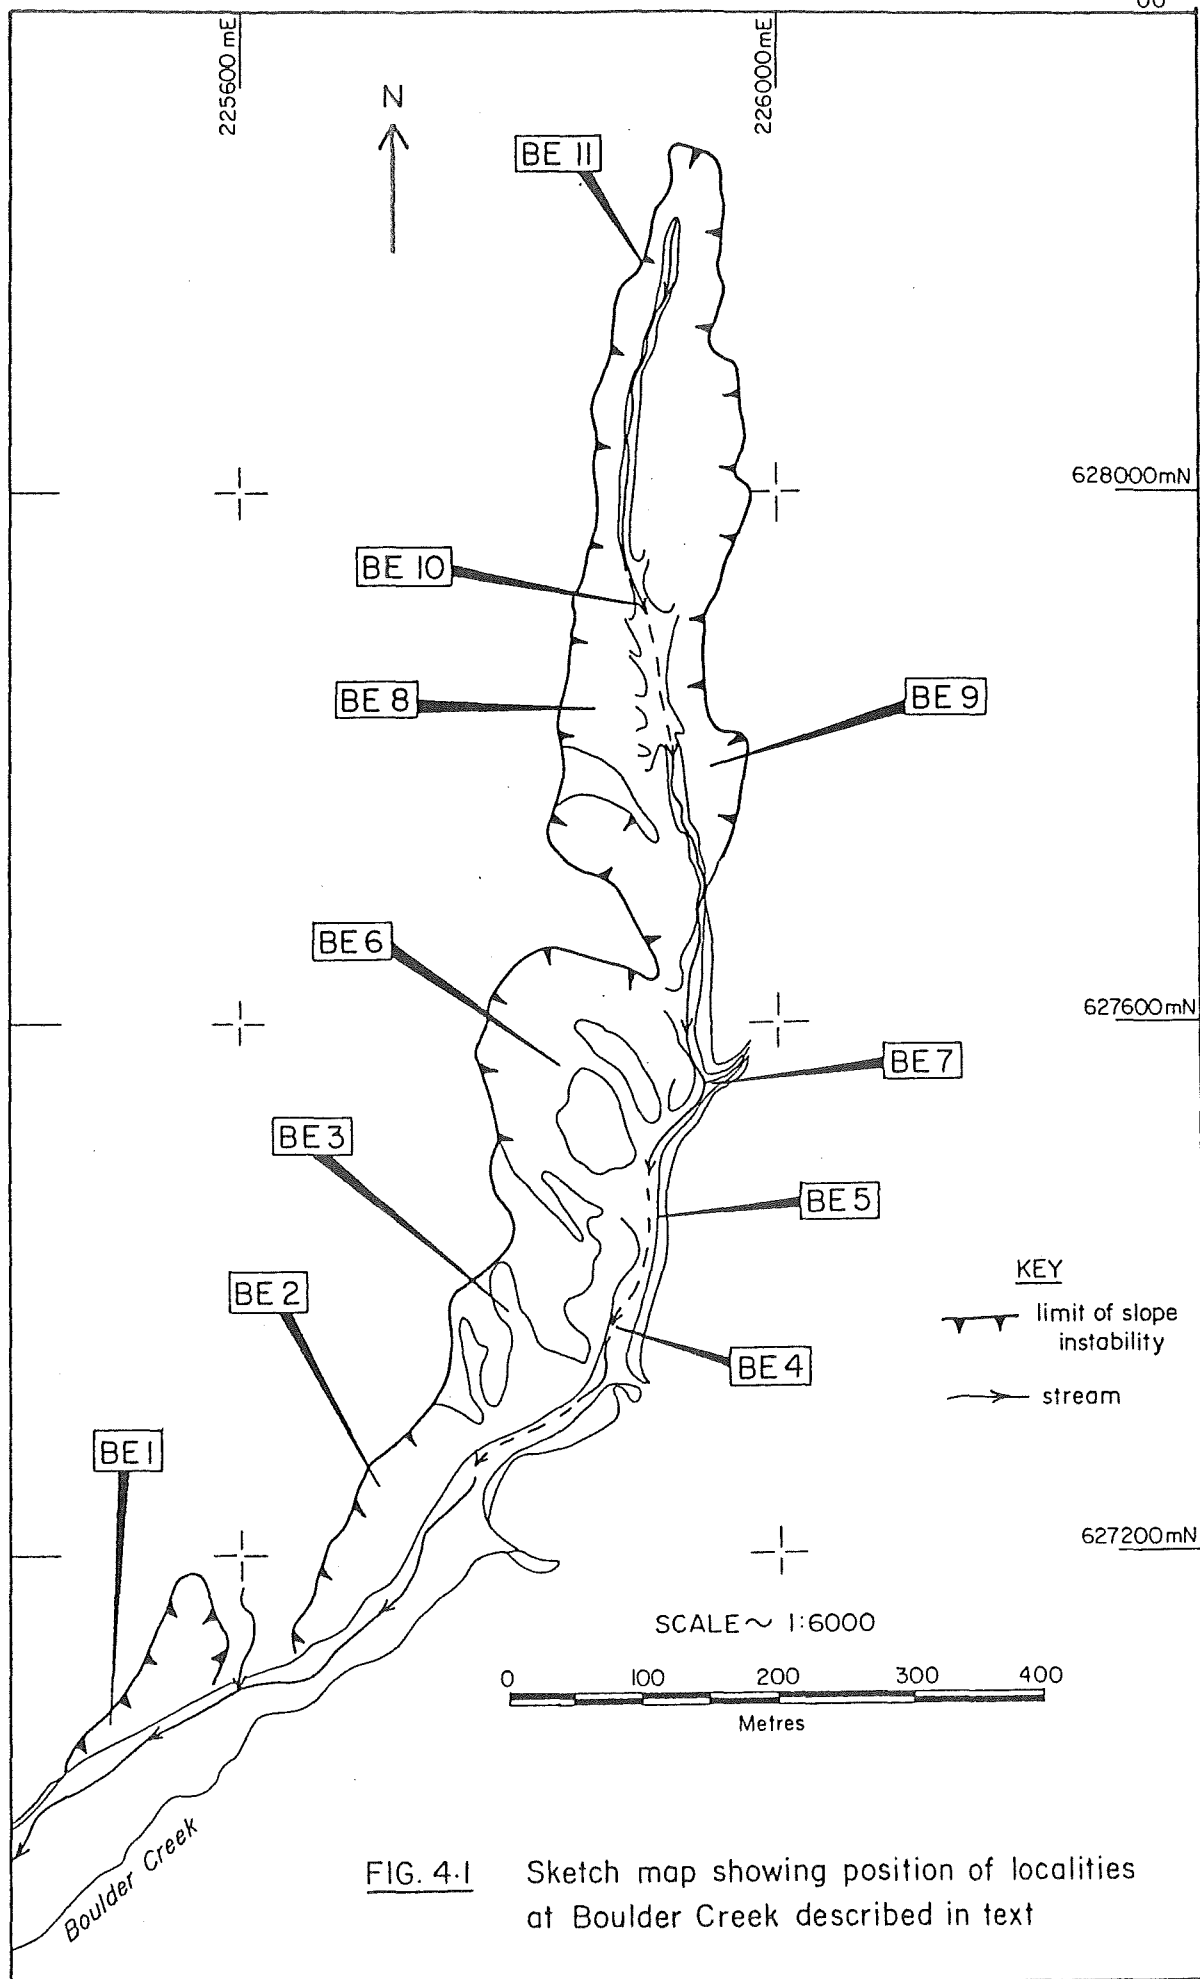 225600 mE
226000mE
N
BE 11
628000mN
BE 10
BE 8
BE 9
BE 6
627600mN
BE 7
BE 3
BE 5
BE 2
KEY
limit of slope
instability
BE 4
stream
BE 1
627200mN
SCALE ~ 1:6000
0 100 200 300 400
Metres
Boulder Creek
FIG. 4·1 Sketch map showing position of localities
at Boulder Creek described in text